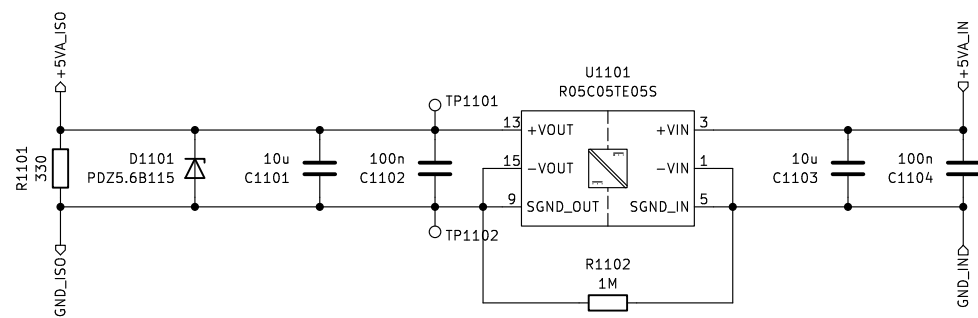 +5VA_ISO
+5VA_IN
U1101
R05C05TE05S
TP1101
13
+VOUT
+VIN
3
R1101
330
D1101
PDZ5.6B115
10u
C1101
100n
C1102
15
-VOUT
-VIN
1
10u
C1103
100n
C1104
9
SGND_OUT
SGND_IN
5
TP1102
GND_ISO
R1102
1M
GND_IN